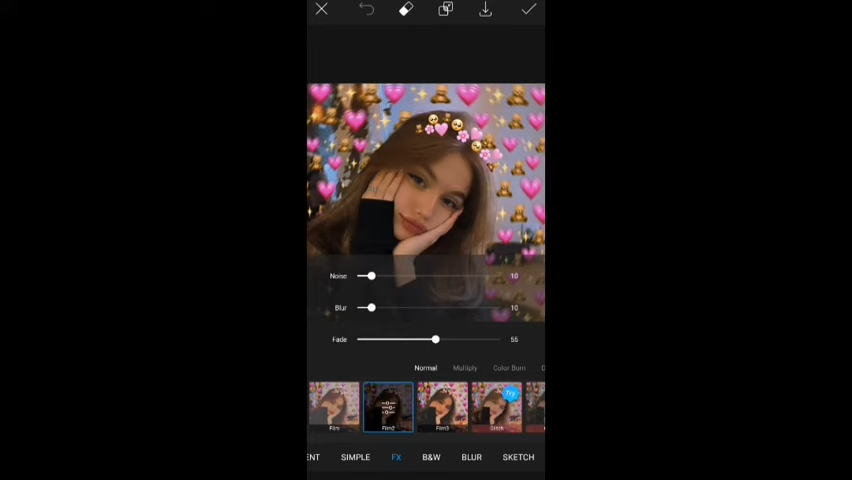 Noise 10
Blur 10
Fade 55
Normal Multiply Color Burn
Film Film2 Film3 Glitch
Try
ENT SIMPLE FX B&W BLUR SKETCH